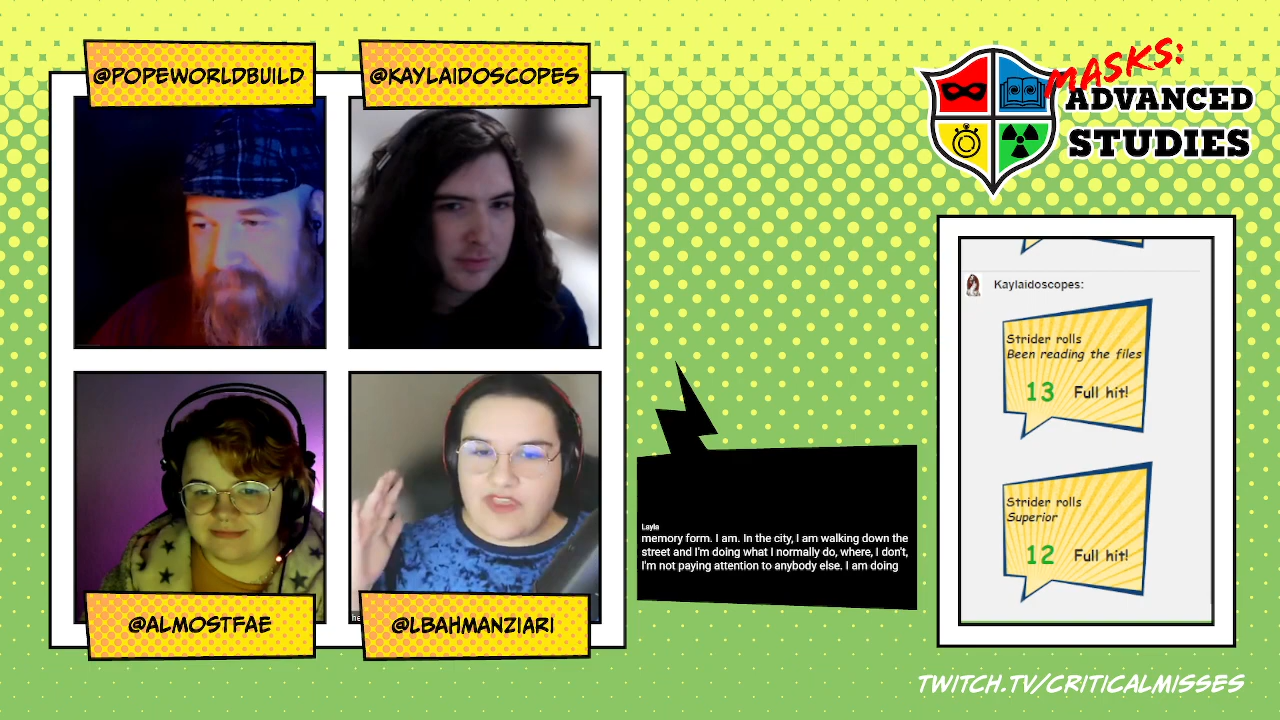 @POPEWORLDBUILD
@KAYLAIDOSCOPES
@ALMOSTFAE
@LBAHMANZIARI
Layla
memory form. I am. In the city, I am walking down the
street and I'm doing what I normally do, where, I don't,
I'm not paying attention to anybody else. I am doing
MASKS:
ADVANCED
STUDIES
Kaylaidoscopes:
Strider rolls
Been reading the files
13 Full hit!
Strider rolls
Superior
12 Full hit!
TWITCH.TV/CRITICALMISSES